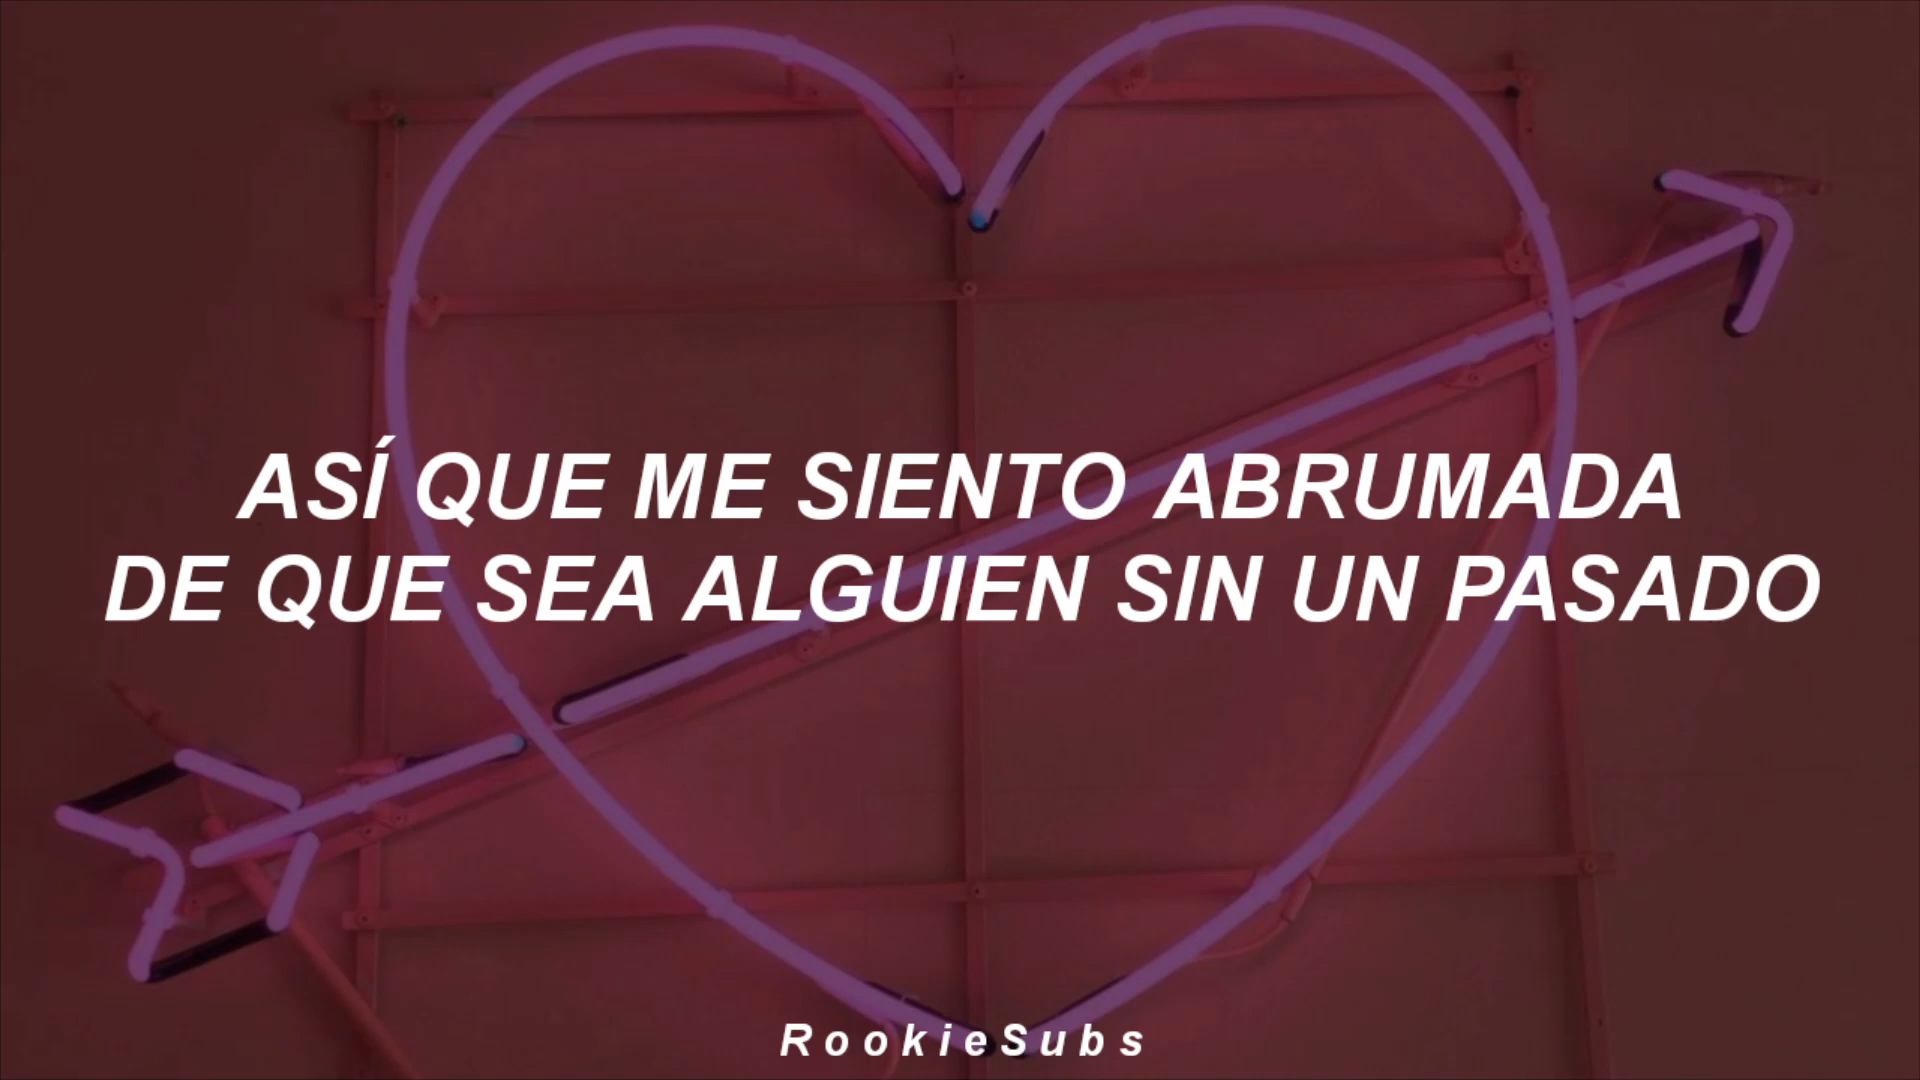 ASÍ QUE ME SIENTO ABRUMADA
DE QUE SEA ALGUIEN SIN UN PASADO
RookieSubs